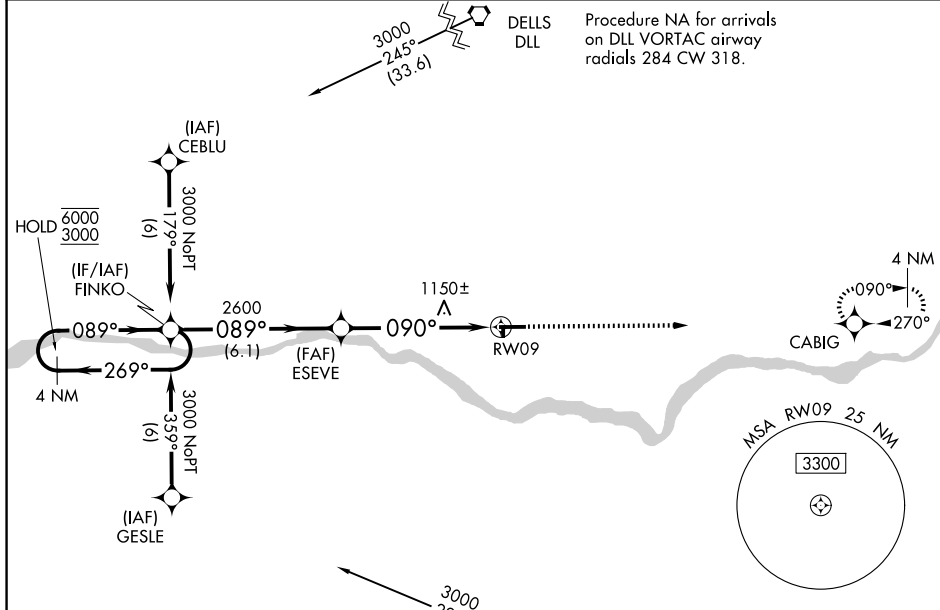 DELLS
DLL
Procedure NA for arrivals
on DLL VORTAC airway
radials 284 CW 318.
3000
245°
(33.6)
(IAF)
CEBLU
3000 NoPT
179°
(6)
HOLD
6000
3000
(IF/IAF)
FINKO
089°
269°
4 NM
2600
089°
(6.1)
(FAF)
ESEVE
090°
1150±
RW09
4 NM
090°
270°
CABIG
3000 NoPT
359°
(6)
(IAF)
GESLE
MSA RW09 25 NM
3300
3000